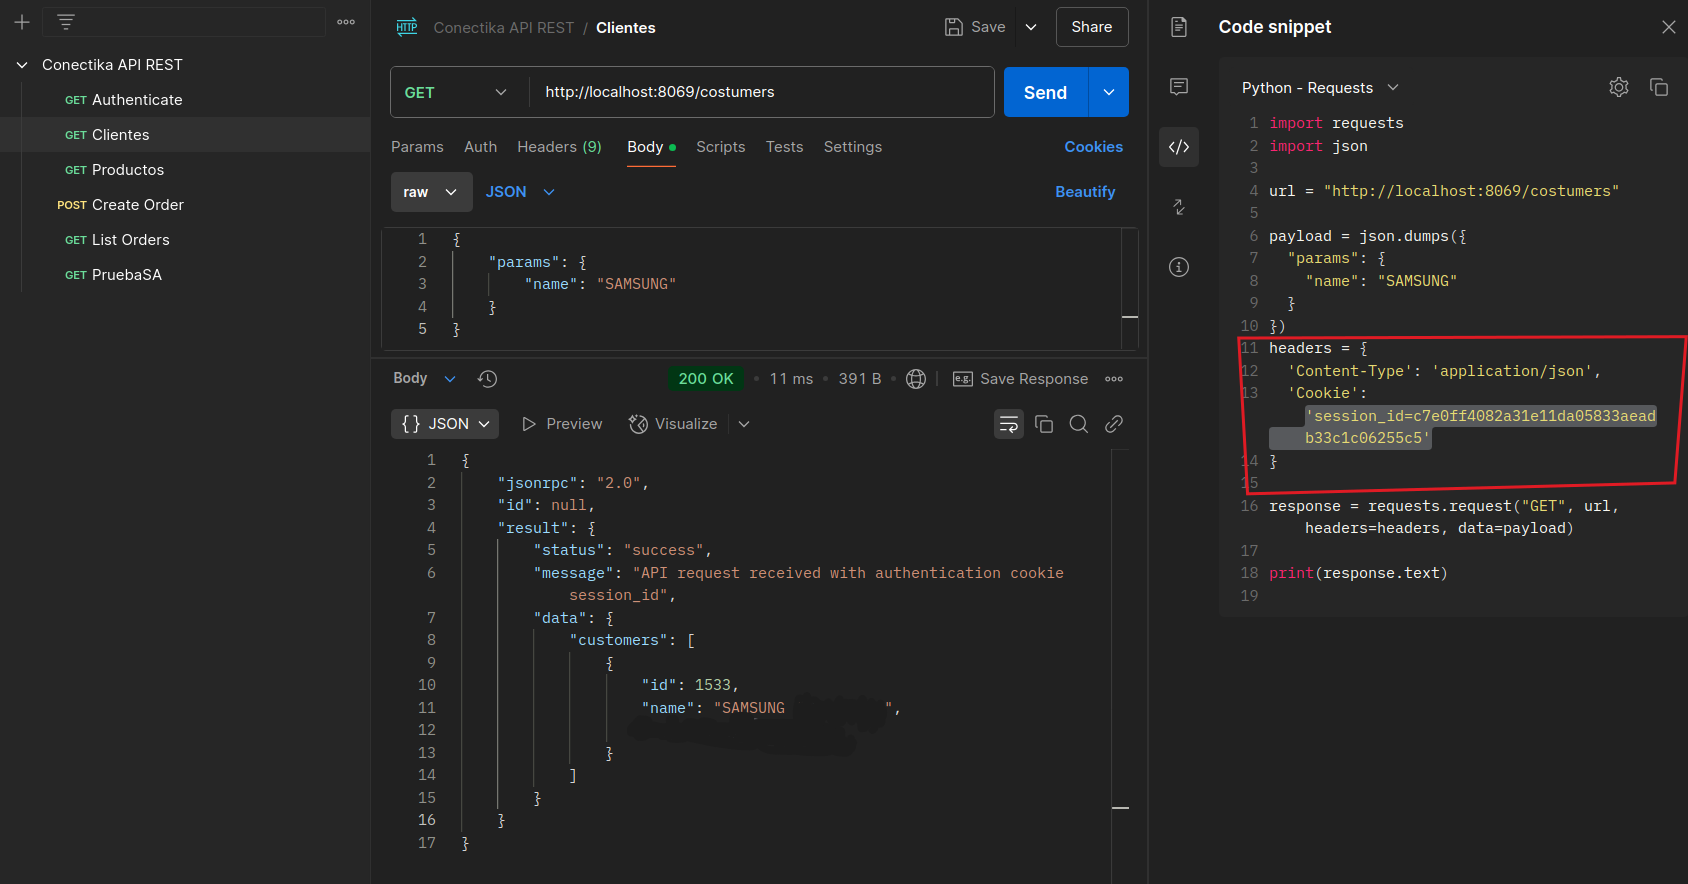 Conectika API REST
GET Authenticate
GET Clientes
GET Productos
POST Create Order
GET List Orders
GET PruebaSA
HTTP Conectika API REST / Clientes
Save
Share
GET http://localhost:8069/costumers
Send
Params Auth Headers (9) Body Scripts Tests Settings Cookies
raw JSON Beautify
1 {
2 "params": {
3 "name": "SAMSUNG"
4 }
5 }
Body 200 OK • 11 ms • 391 B • e.g. Save Response
{} JSON Preview Visualize
1 {
2 "jsonrpc": "2.0",
3 "id": null,
4 "result": {
5 "status": "success",
6 "message": "API request received with authentication cookie
session_id",
7 "data": {
8 "customers": [
9 {
10 "id": 1533,
11 "name": "SAMSUNG ",
12
13 }
14 ]
15 }
16 }
17 }
Code snippet
Python - Requests
1 import requests
2 import json
3
4 url = "http://localhost:8069/costumers"
5
6 payload = json.dumps({
7 "params": {
8 "name": "SAMSUNG"
9 }
10 })
11 headers = {
12 'Content-Type': 'application/json',
13 'Cookie':
'session_id=c7e0ff4082a31e11da05833aead
b33c1c06255c5'
14 }
15
16 response = requests.request("GET", url,
headers=headers, data=payload)
17
18 print(response.text)
19